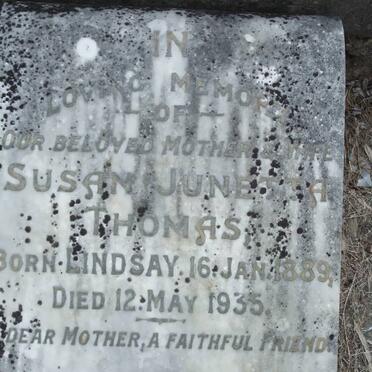 IN
LOVING MEMORY
OF
OUR BELOVED MOTHER & WIFE
SUSAN JUNETTA
THOMAS,
BORN LINDSAY 16. JAN. 1889,
DIED 12. MAY 1935.
DEAR MOTHER, A FAITHFUL FRIEND.